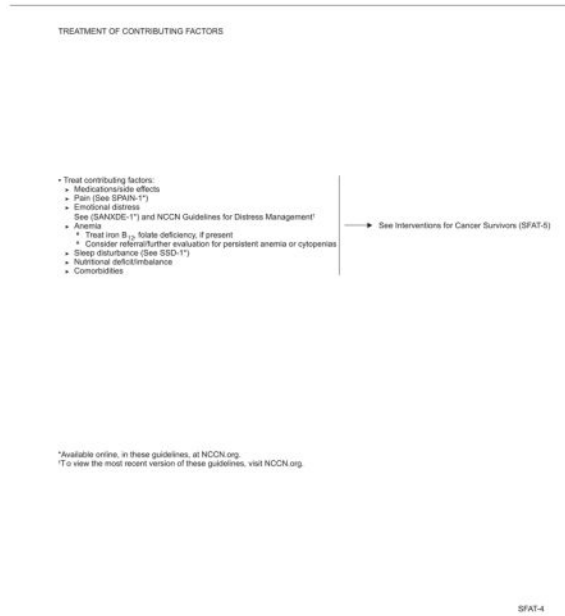 TREATMENT OF CONTRIBUTING FACTORS
• Treat contributing factors:
► Medications/side effects
► Pain (See SPAIN-1*)
► Emotional distress
See (SANXDE-1*) and NCCN Guidelines for Distress Management†
► Anemia
◊ Treat iron B12, folate deficiency, if present
◊ Consider referral/further evaluation for persistent anemia or cytopenias
► Sleep disturbance (See SSD-1*)
► Nutritional deficit/imbalance
► Comorbidities
See Interventions for Cancer Survivors (SFAT-5)
*Available online, in these guidelines, at NCCN.org.
†To view the most recent version of these guidelines, visit NCCN.org.
SFAT-4